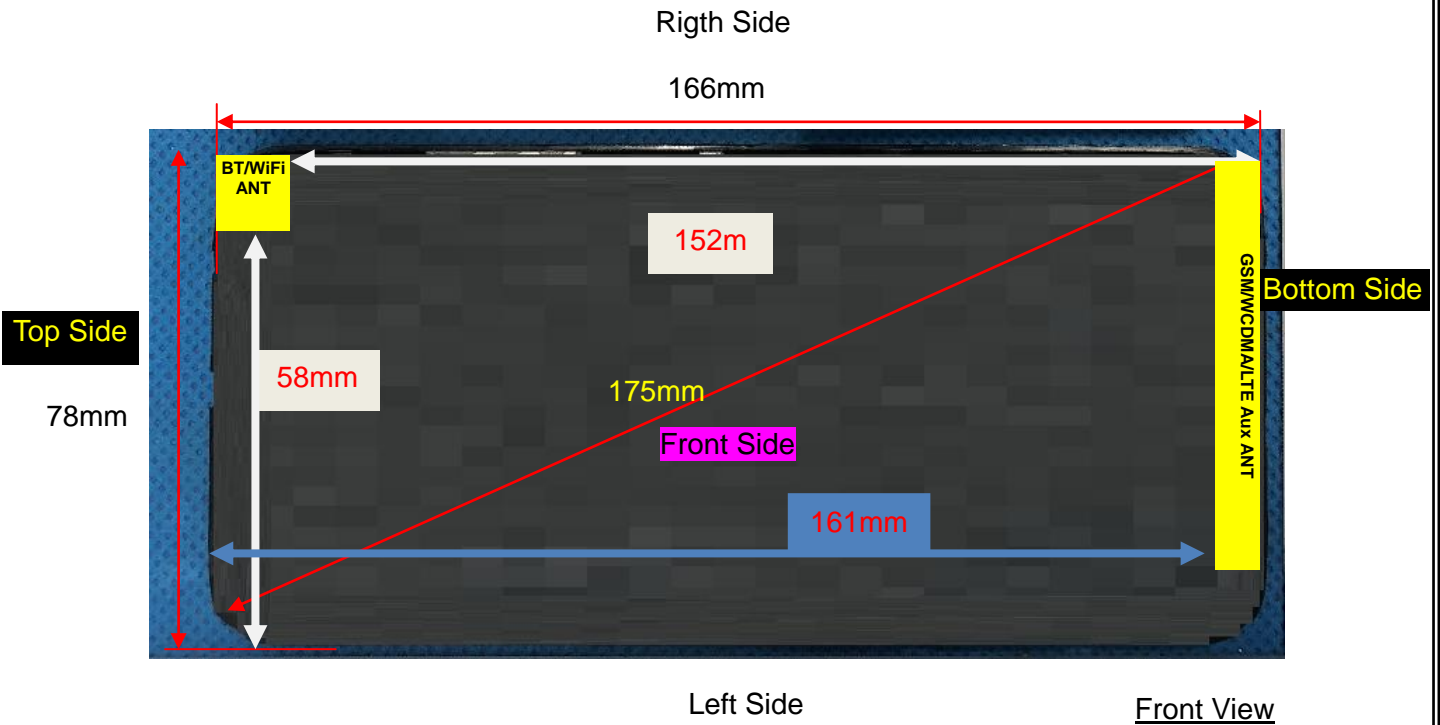 Rigth Side
166mm
BT/WiFi
ANT
152m
GSM/WCDMA/LTE Aux ANT
Bottom Side
Top Side
58mm
78mm
175mm
Front Side
161mm
Left Side
Front View